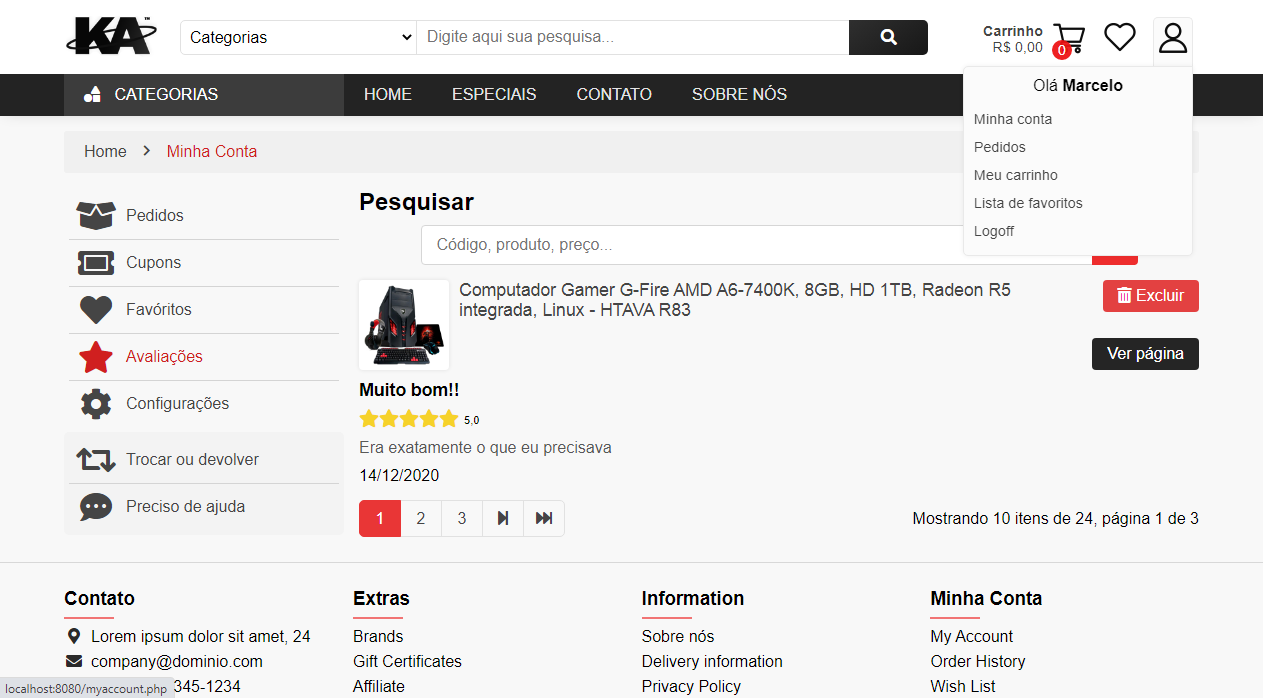 KA™
Categorias
Digite aqui sua pesquisa...
Carrinho
R$ 0,00
0
CATEGORIAS
HOME
ESPECIAIS
CONTATO
SOBRE NÓS
Olá Marcelo
Minha conta
Pedidos
Meu carrinho
Lista de favoritos
Logoff
Home
Minha Conta
Pedidos
Cupons
Favóritos
Avaliações
Configurações
Trocar ou devolver
Preciso de ajuda
Pesquisar
Código, produto, preço...
Computador Gamer G-Fire AMD A6-7400K, 8GB, HD 1TB, Radeon R5
integrada, Linux - HTAVA R83
Excluir
Ver página
Muito bom!!
5,0
Era exatamente o que eu precisava
14/12/2020
1 2 3
Mostrando 10 itens de 24, página 1 de 3
Contato
Lorem ipsum dolor sit amet, 24
company@dominio.com
345-1234
Extras
Brands
Gift Certificates
Affiliate
Information
Sobre nós
Delivery information
Privacy Policy
Minha Conta
My Account
Order History
Wish List
localhost:8080/myaccount.php